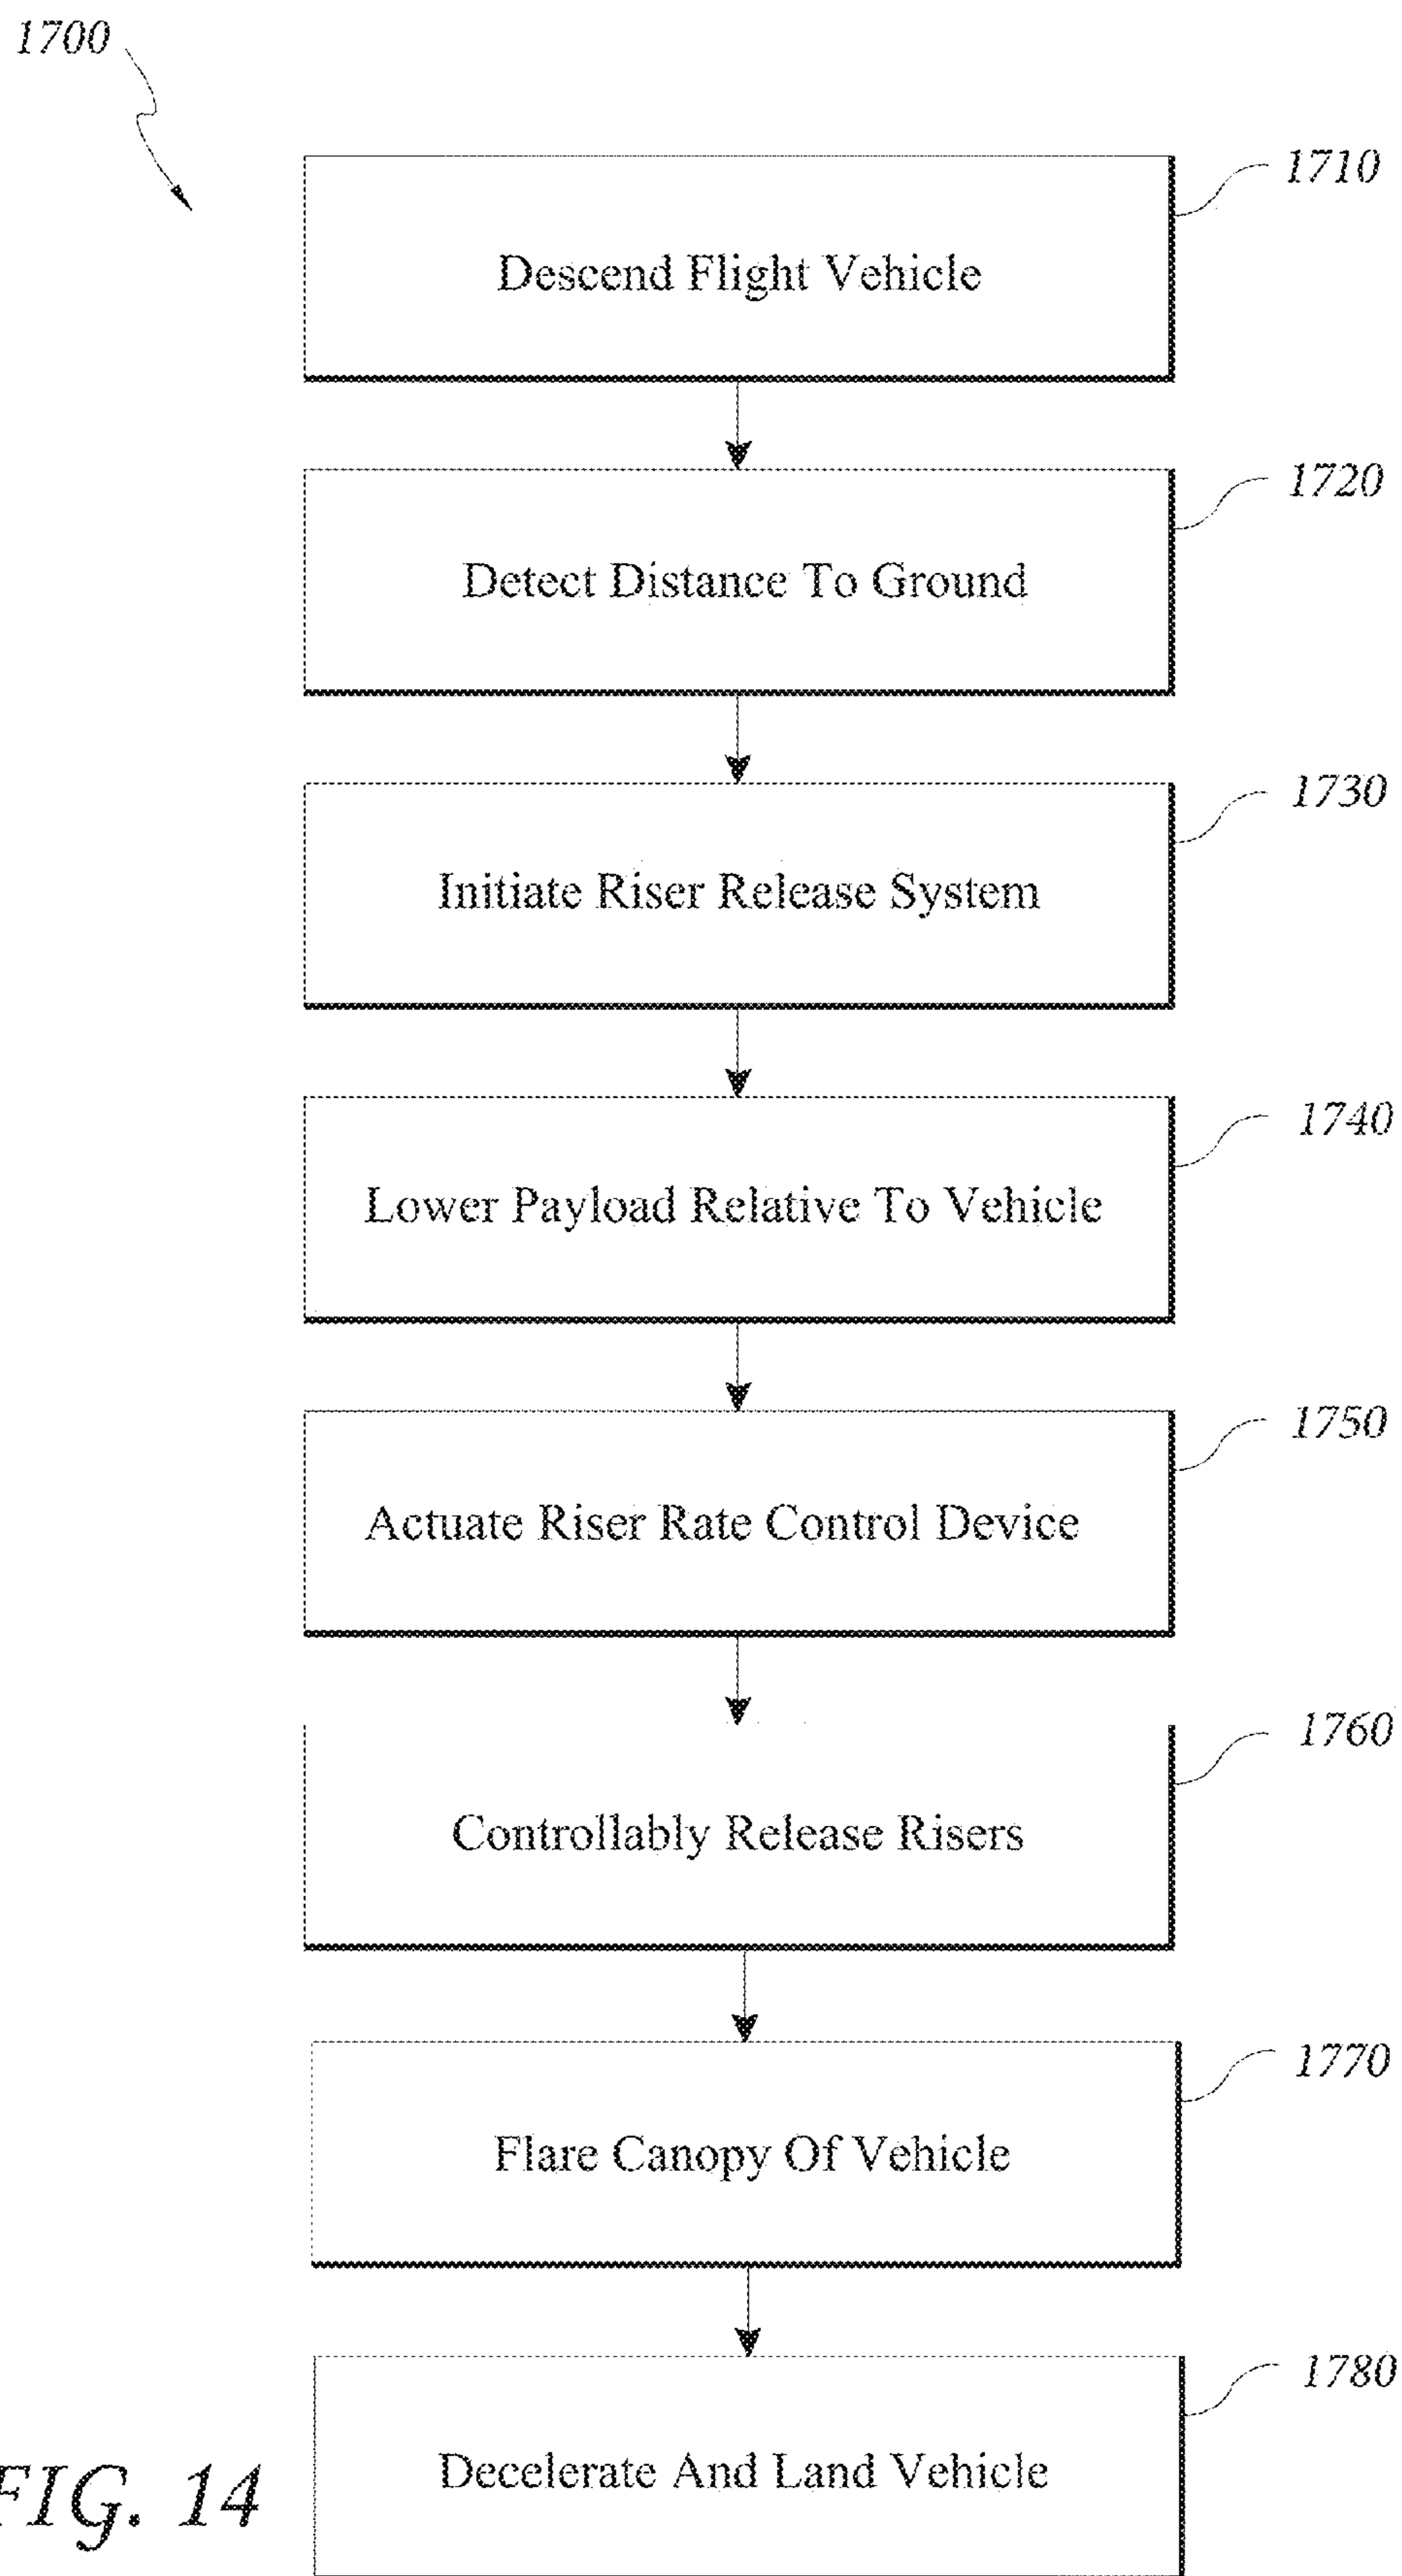 1700
1710
Descend Flight Vehicle
1720
Detect Distance To Ground
1730
Initiate Riser Release System
1740
Lower Payload Relative To Vehicle
1750
Actuate Riser Rate Control Device
1760
Controllably Release Risers
1770
Flare Canopy Of Vehicle
1780
Decelerate And Land Vehicle
FIG. 14